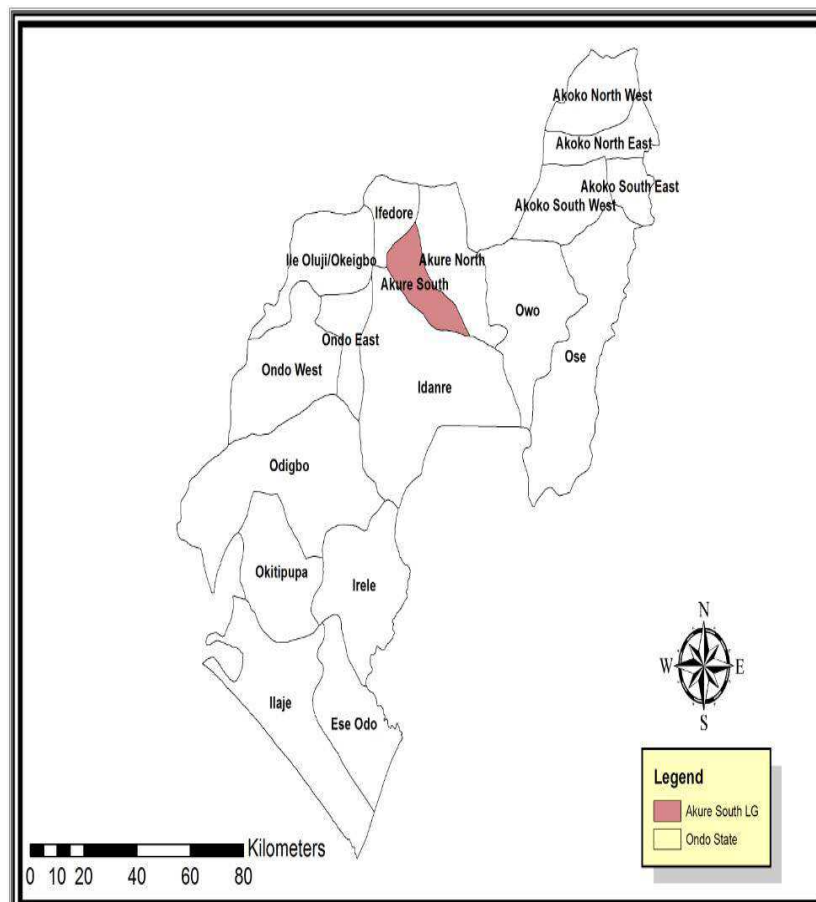 Akoko North West
Akoko North East
Akoko South East
Akoko South West
Ifedore
Ile Oluji/Okeigbo
Akure North
Akure South
Owo
Ondo East
Ose
Ondo West
Idanre
Odigbo
Okitipupa
Irele
Ilaje
Ese Odo
N
W E
S
Legend
Akure South LG
Ondo State
Kilometers
0 10 20 40 60 80